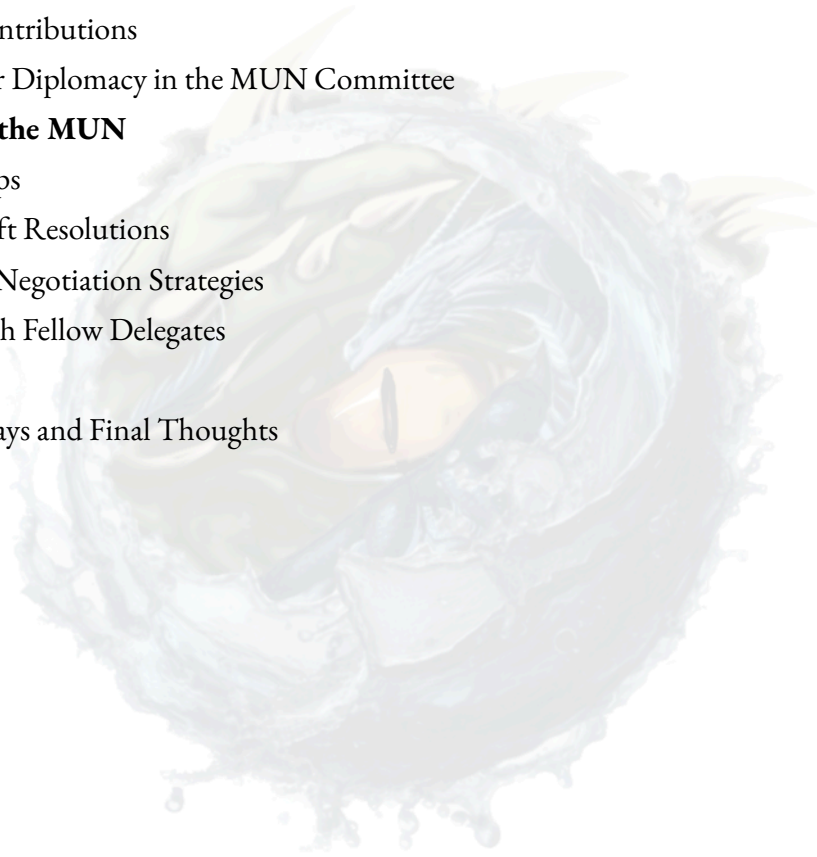 ntributions
r Diplomacy in the MUN Committee
the MUN
ps
ft Resolutions
Negotiation Strategies
h Fellow Delegates
ays and Final Thoughts